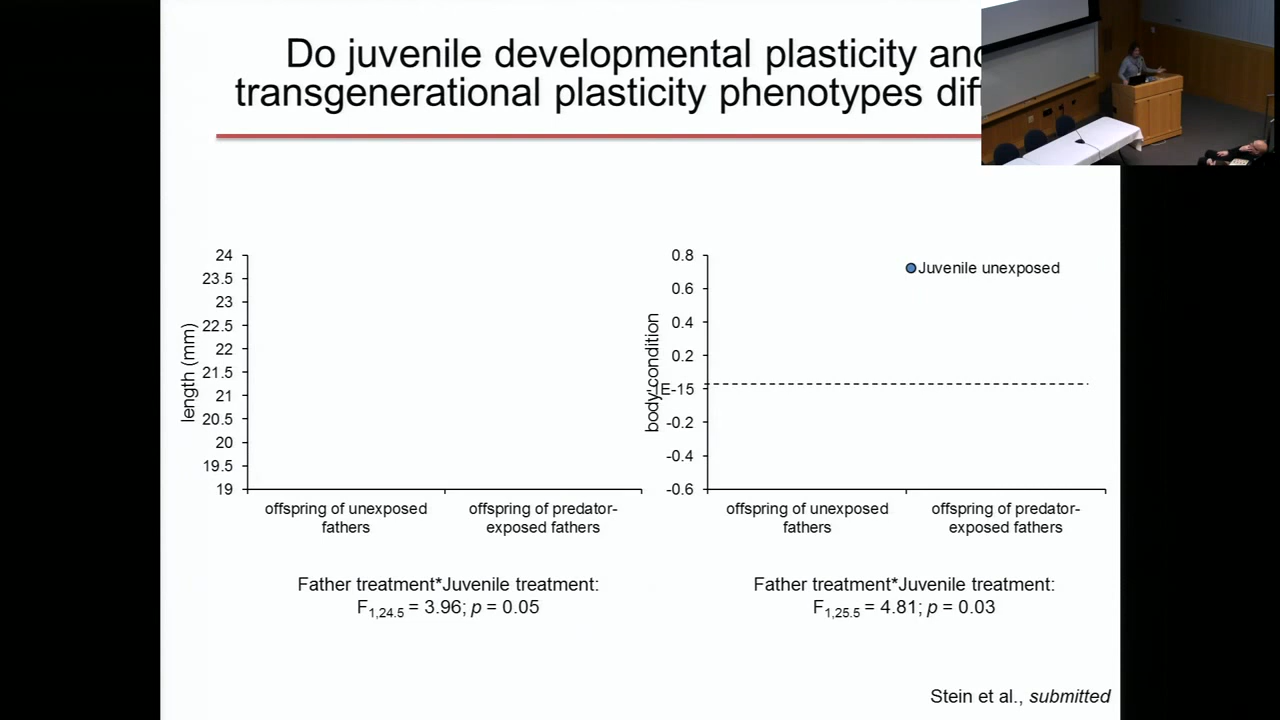 Do juvenile developmental plasticity and
transgenerational plasticity phenotypes dif
24
23.5
23
22.5
22
21.5
21
20.5
20
19.5
19
length (mm)
offspring of unexposed fathers
offspring of predator-exposed fathers
Father treatment*Juvenile treatment:
F1,24.5 = 3.96; p = 0.05
0.8
0.6
0.4
0.2
E-15
-0.2
-0.4
-0.6
body condition
Juvenile unexposed
offspring of unexposed fathers
offspring of predator-exposed fathers
Father treatment*Juvenile treatment:
F1,25.5 = 4.81; p = 0.03
Stein et al., submitted